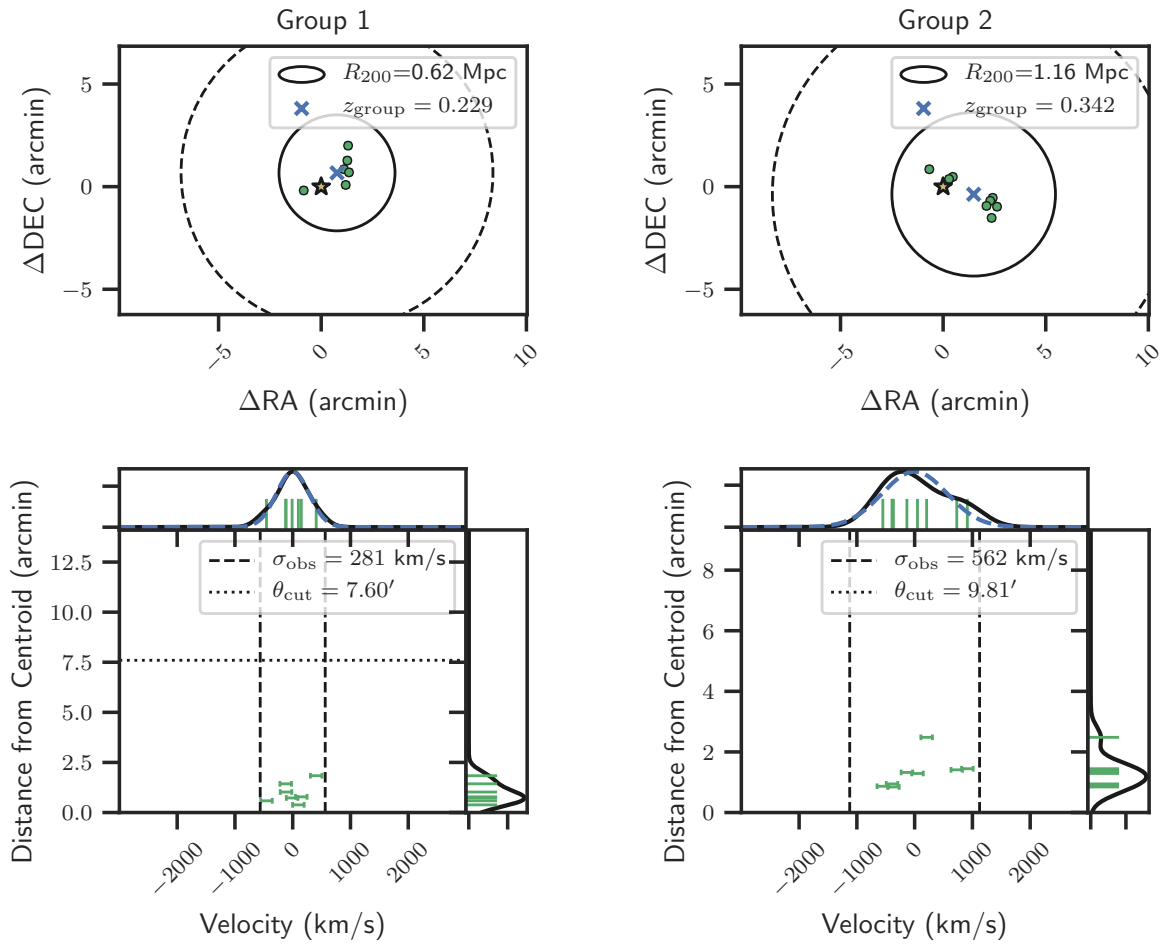 Group 1
Group 2
R200=0.62 Mpc
zgroup = 0.229
R200=1.16 Mpc
zgroup = 0.342
ΔDEC (arcmin)
5
0
−5
−5
0
5
10
ΔRA (arcmin)
ΔDEC (arcmin)
5
0
−5
−5
0
5
10
ΔRA (arcmin)
σobs = 281 km/s
θcut = 7.60′
Distance from Centroid (arcmin)
12.5
10.0
7.5
5.0
2.5
0.0
−2000
−1000
0
1000
2000
Velocity (km/s)
σobs = 562 km/s
θcut = 9.81′
Distance from Centroid (arcmin)
8
6
4
2
0
−2000
−1000
0
1000
2000
Velocity (km/s)